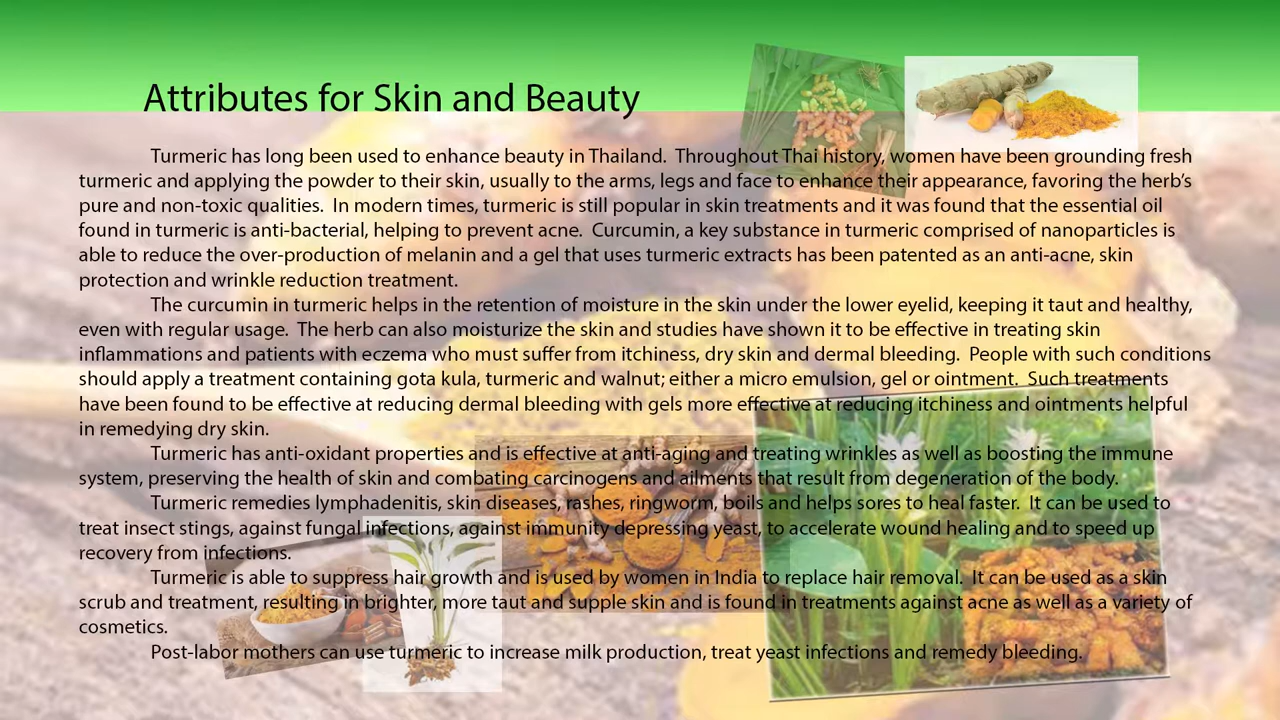 Attributes for Skin and Beauty
Turmeric has long been used to enhance beauty in Thailand.  Throughout Thai history, women have been grounding fresh
turmeric and applying the powder to their skin, usually to the arms, legs and face to enhance their appearance, favoring the herb's
pure and non-toxic qualities.  In modern times, turmeric is still popular in skin treatments and it was found that the essential oil
found in turmeric is anti-bacterial, helping to prevent acne.  Curcumin, a key substance in turmeric comprised of nanoparticles is
able to reduce the over-production of melanin and a gel that uses turmeric extracts has been patented as an anti-acne, skin
protection and wrinkle reduction treatment.
The curcumin in turmeric helps in the retention of moisture in the skin under the lower eyelid, keeping it taut and healthy,
even with regular usage.  The herb can also moisturize the skin and studies have shown it to be effective in treating skin
inflammations and patients with eczema who must suffer from itchiness, dry skin and dermal bleeding.  People with such conditions
should apply a treatment containing gota kula, turmeric and walnut; either a micro emulsion, gel or ointment.  Such treatments
have been found to be effective at reducing dermal bleeding with gels more effective at reducing itchiness and ointments helpful
in remedying dry skin.
Turmeric has anti-oxidant properties and is effective at anti-aging and treating wrinkles as well as boosting the immune
system, preserving the health of skin and combating carcinogens and ailments that result from degeneration of the body.
Turmeric remedies lymphadenitis, skin diseases, rashes, ringworm, boils and helps sores to heal faster.  It can be used to
treat insect stings, against fungal infections, against immunity depressing yeast, to accelerate wound healing and to speed up
recovery from infections.
Turmeric is able to suppress hair growth and is used by women in India to replace hair removal.  It can be used as a skin
scrub and treatment, resulting in brighter, more taut and supple skin and is found in treatments against acne as well as a variety of
cosmetics.
Post-labor mothers can use turmeric to increase milk production, treat yeast infections and remedy bleeding.